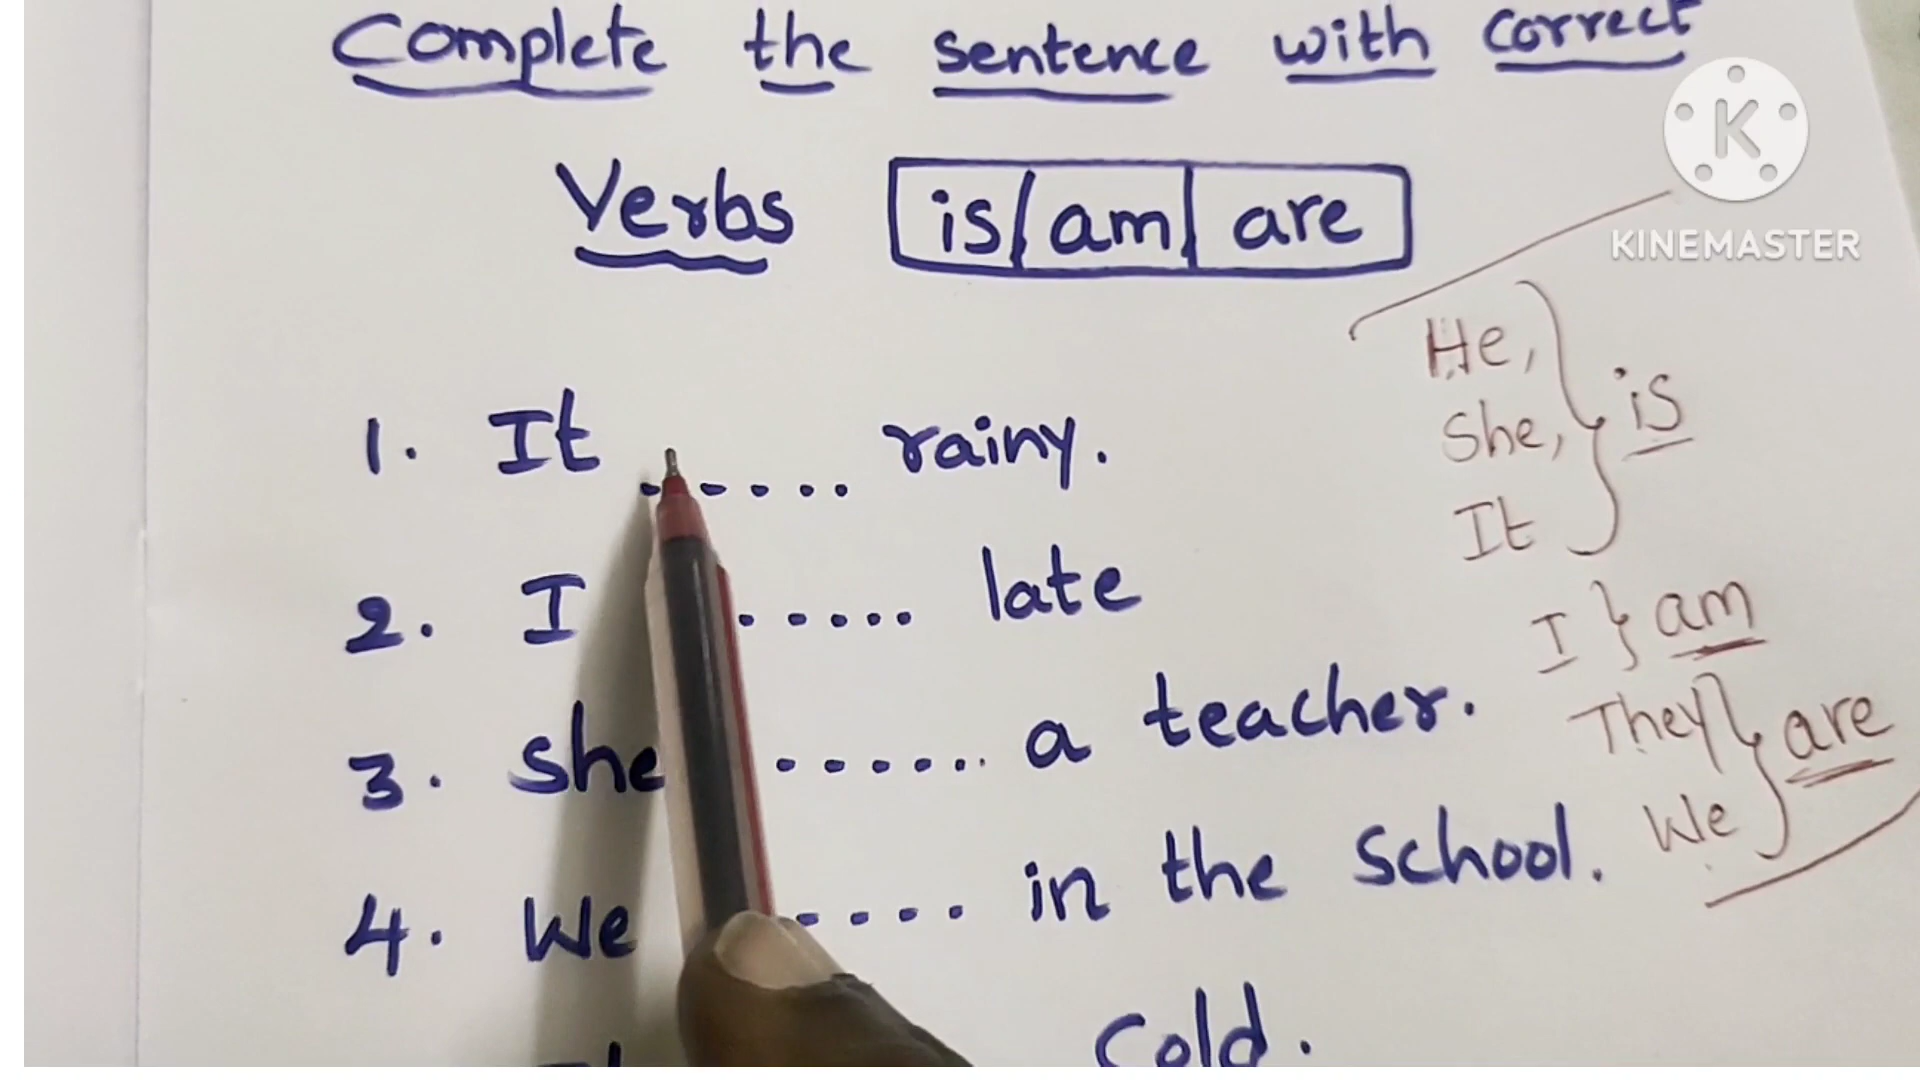 Complete the sentence with correct
Verbs is/am/are
K
KINEMASTER
1. It ...... rainy.
2. I ..... late
3. She ...... a teacher.
4. We .... in the school.
Cold.
He,
She,
It
is
I } am
They
We
are